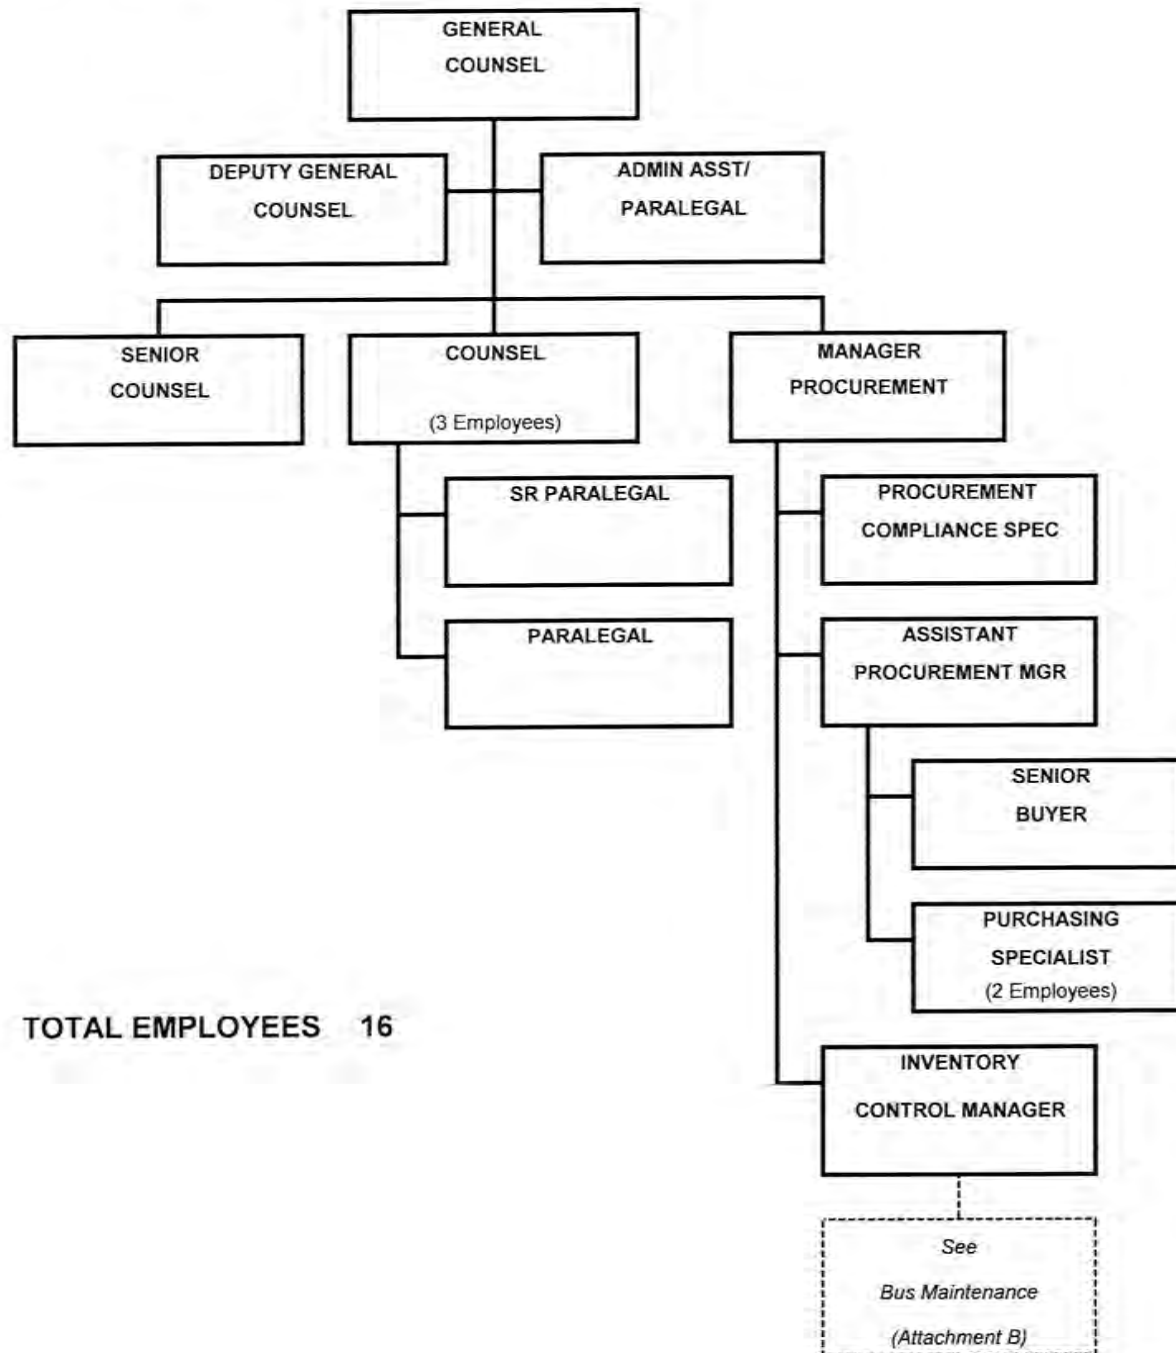 GENERAL
COUNSEL
DEPUTY GENERAL
COUNSEL
ADMIN ASST/
PARALEGAL
SENIOR
COUNSEL
COUNSEL
(3 Employees)
MANAGER
PROCUREMENT
SR PARALEGAL
PARALEGAL
PROCUREMENT
COMPLIANCE SPEC
ASSISTANT
PROCUREMENT MGR
SENIOR
BUYER
PURCHASING
SPECIALIST
(2 Employees)
INVENTORY
CONTROL MANAGER
See
Bus Maintenance
(Attachment B)
TOTAL EMPLOYEES 16